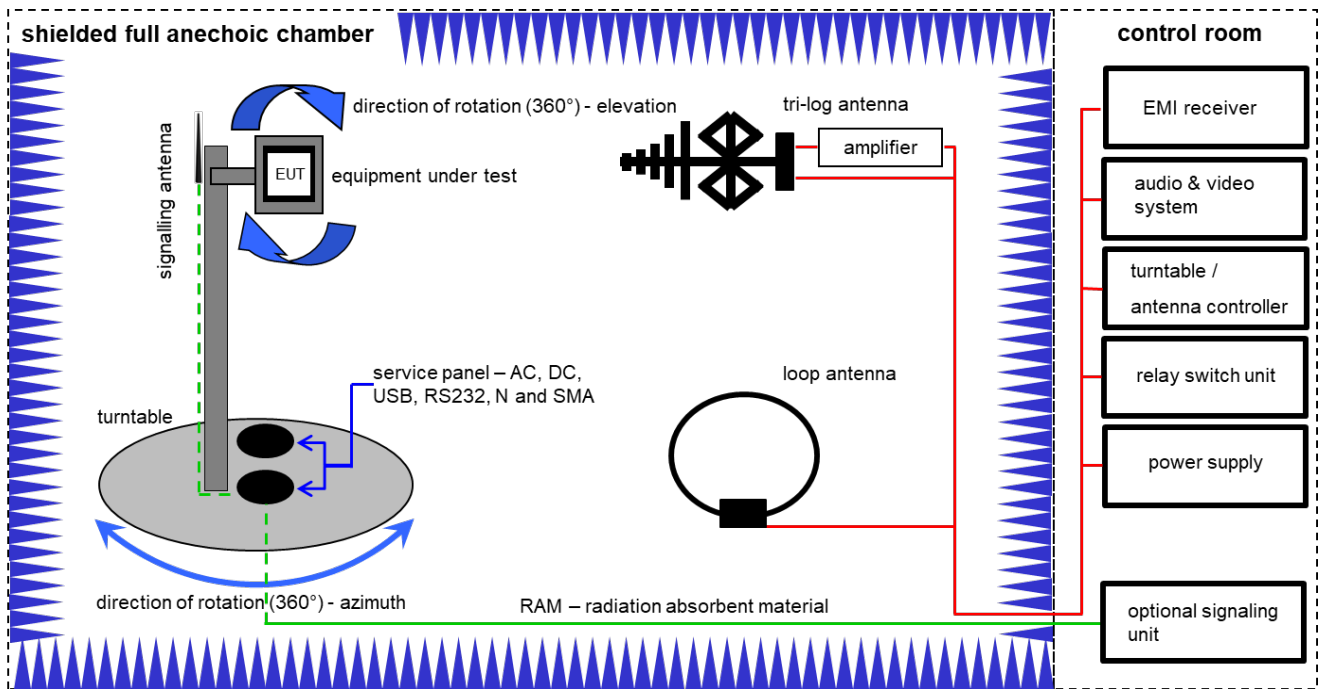 shielded full anechoic chamber
control room
direction of rotation (360°) - elevation
tri-log antenna
EMI receiver
amplifier
signalling antenna
EUT
equipment under test
audio & video
system
turntable /
antenna controller
service panel – AC, DC,
USB, RS232, N and SMA
loop antenna
relay switch unit
turntable
power supply
direction of rotation (360°) - azimuth
RAM – radiation absorbent material
optional signaling
unit